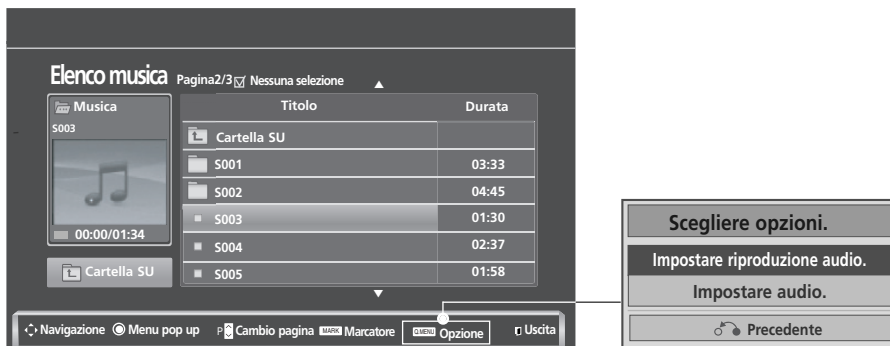 Elenco musica Pagina2/3 Nessuna selezione
Musica
S003
00:00/01:34
Cartella SU
Titolo Durata
Cartella SU
S001 03:33
S002 04:45
S003 01:30
S004 02:37
S005 01:58
Navigazione Menu pop up P Cambio pagina MARK Marcatore Q.MENU Opzione Uscita
Scegliere opzioni.
Impostare riproduzione audio.
Impostare audio.
Precedente